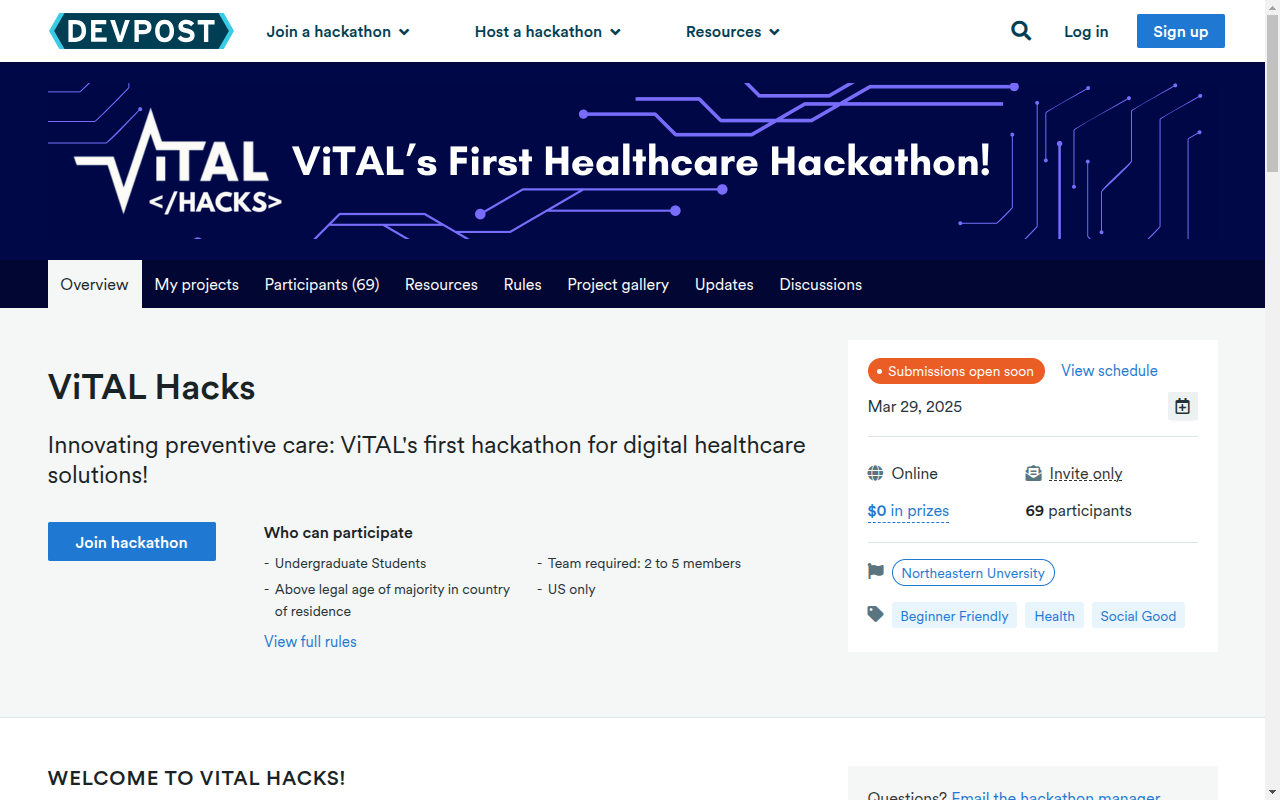 DEVPOST
Join a hackathon
Host a hackathon
Resources
Log in
Sign up
ViTAL
</HACKS>
ViTAL's First Healthcare Hackathon!
Overview
My projects
Participants (69)
Resources
Rules
Project gallery
Updates
Discussions
ViTAL Hacks
Innovating preventive care: ViTAL's first hackathon for digital healthcare
solutions!
Join hackathon
Who can participate
- Undergraduate Students
- Above legal age of majority in country
of residence
- Team required: 2 to 5 members
- US only
View full rules
Submissions open soon
View schedule
Mar 29, 2025
Online
Invite only
$0 in prizes
69 participants
Northeastern Unversity
Beginner Friendly
Health
Social Good
WELCOME TO VITAL HACKS!
Questions? Email the hackathon manager